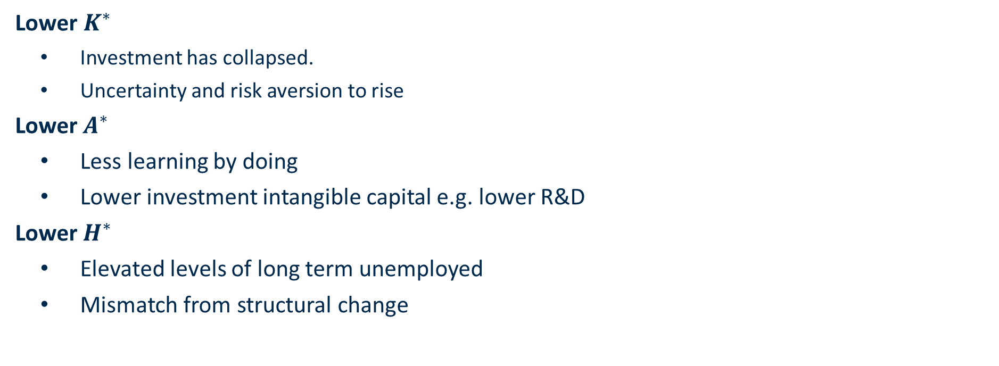 Lower K*
• Investment has collapsed.
• Uncertainty and risk aversion to rise
Lower A*
• Less learning by doing
• Lower investment intangible capital e.g. lower R&D
Lower H*
• Elevated levels of long term unemployed
• Mismatch from structural change